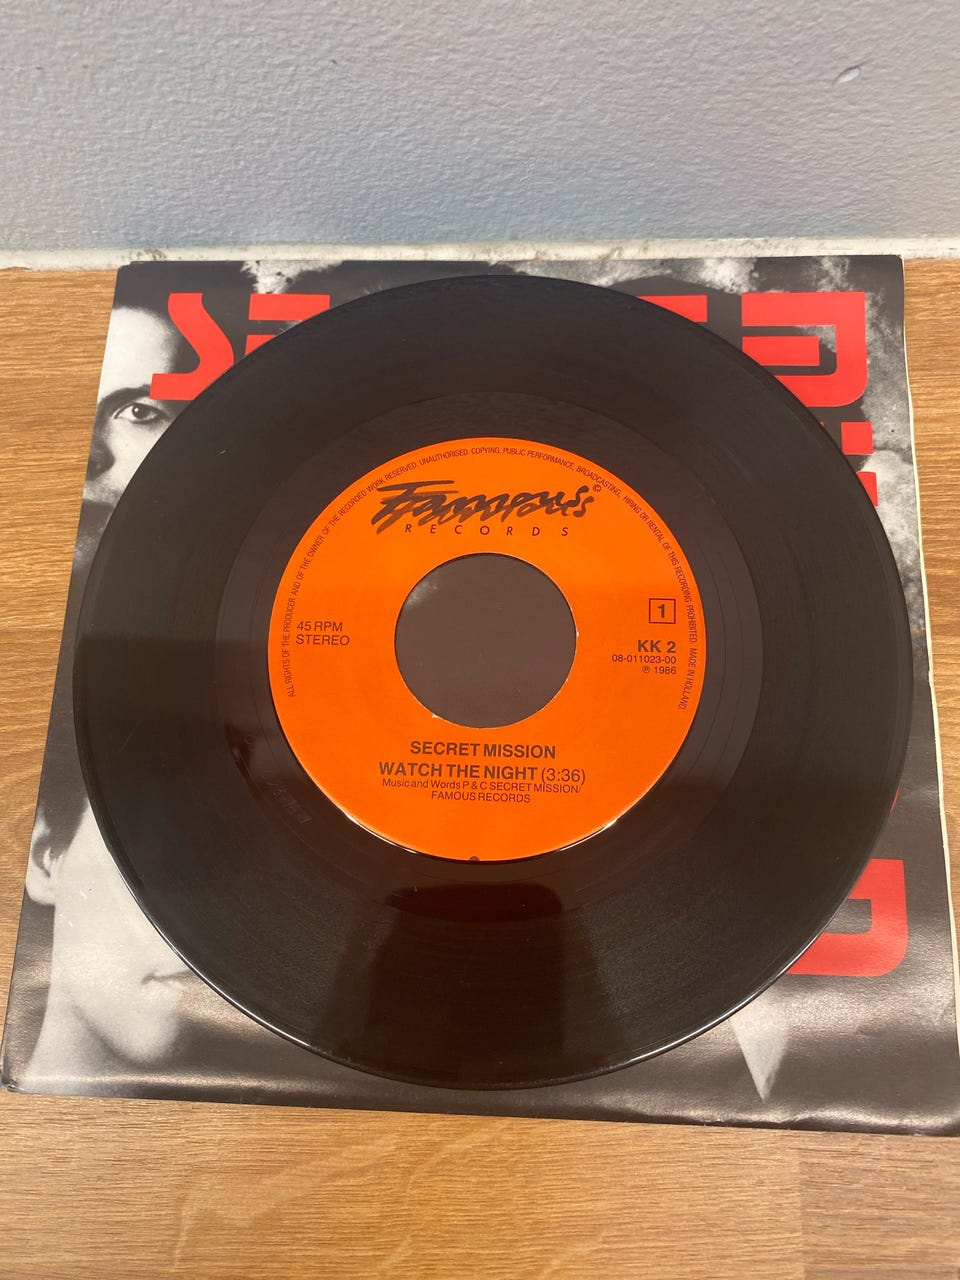 ALL RIGHTS OF THE PRODUCER AND OF THE OWNER OF THE RECORDED WORK RESERVED. UNAUTHORISED COPYING, PUBLIC PERFORMANCE, BROADCASTING, HIRING OR RENTAL OF THIS RECORDING PROHIBITED. MADE IN HOLLAND.
Famous ©
RECORDS
45 RPM
STEREO
1
KK 2
08-011023-00
℗ 1986
SECRET MISSION
WATCH THE NIGHT (3:36)
Music and Words P & C SECRET MISSION/
FAMOUS RECORDS